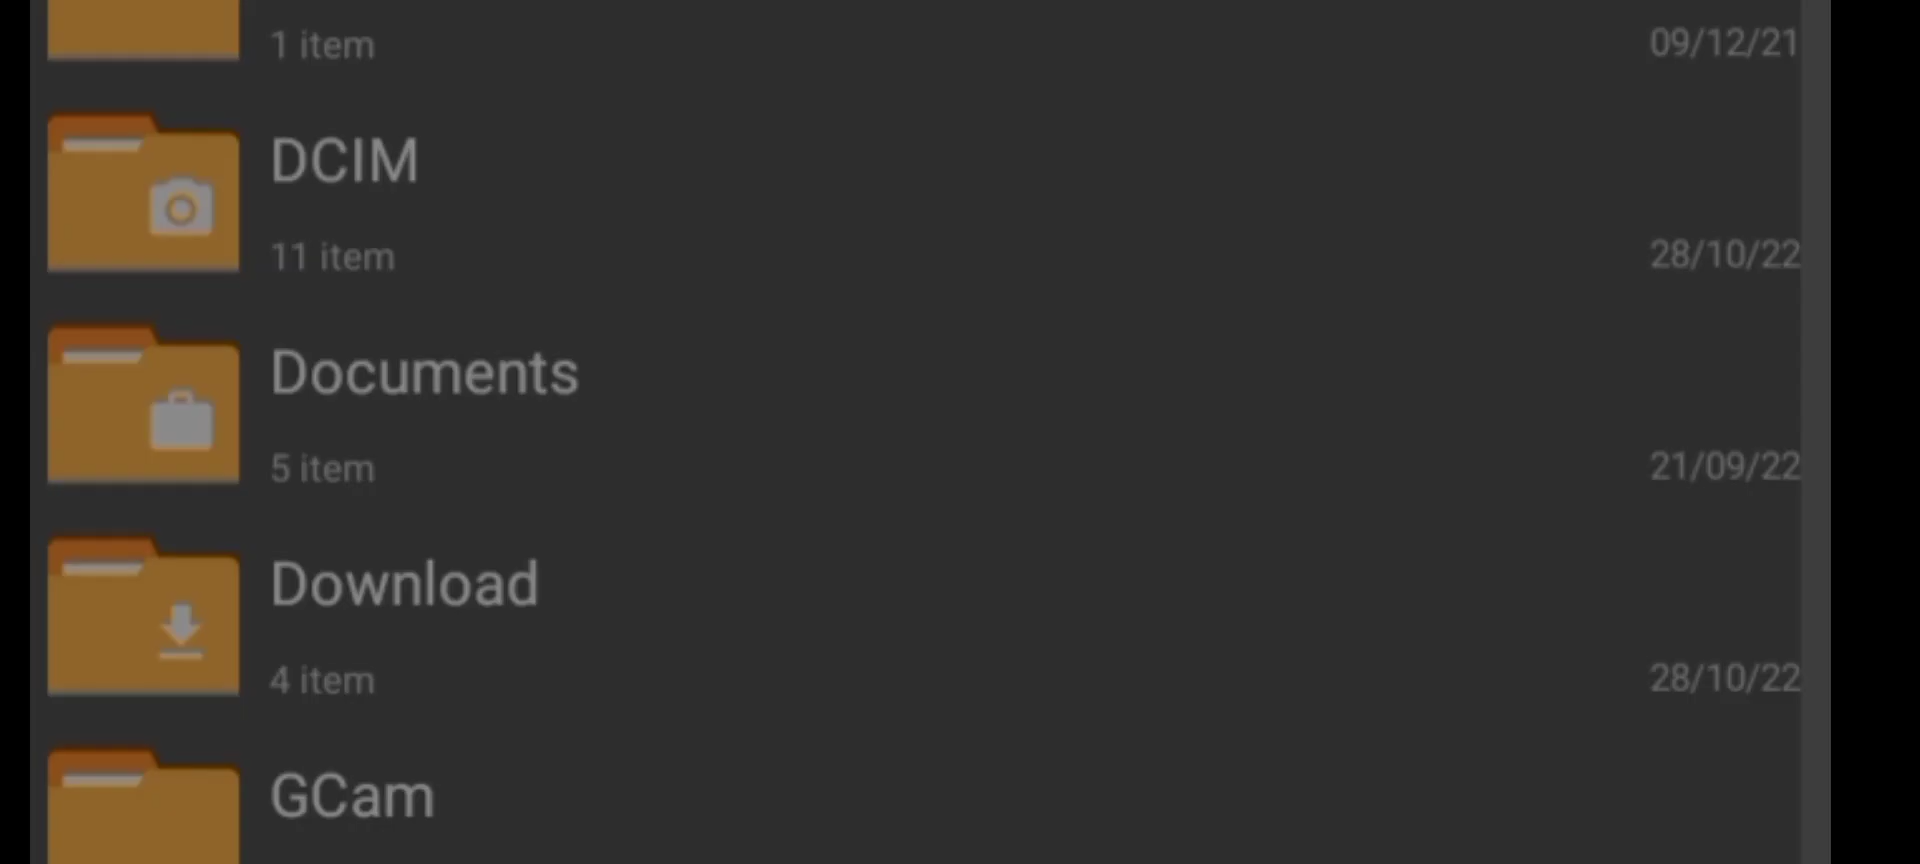 1 item 09/12/21
DCIM
11 item 28/10/22
Documents
5 item 21/09/22
Download
4 item 28/10/22
GCam